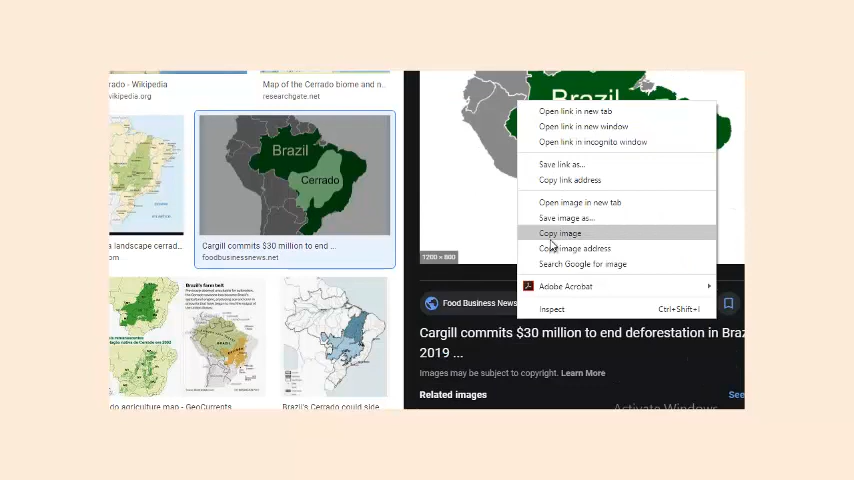 rado - Wikipedia
wikipedia.org
Map of the Cerrado biome and n...
researchgate.net
Brazil
Cerrado
a landscape cerrad...
om
Cargill commits $30 million to end ...
foodbusinessnews.net
Brazil's farm belt
BRAZIL
do agriculture map - GeoCurrents
Brazil's Cerrado could side
Brazil
Open link in new tab
Open link in new window
Open link in incognito window
Save link as...
Copy link address
Open image in new tab
Save image as...
Copy image
Copy image address
Search Google for image
Adobe Acrobat
Inspect Ctrl+Shift+I
1200 × 800
Food Business News
Cargill commits $30 million to end deforestation in Braz
2019 ...
Images may be subject to copyright. Learn More
Related images
See
Activate Windows